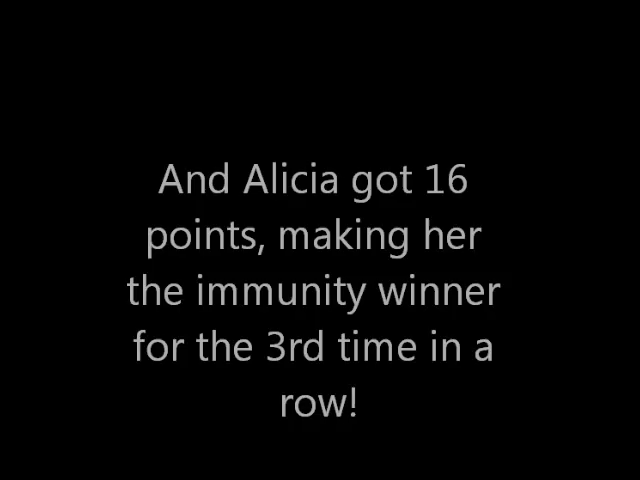 And Alicia got 16
points, making her
the immunity winner
for the 3rd time in a
row!